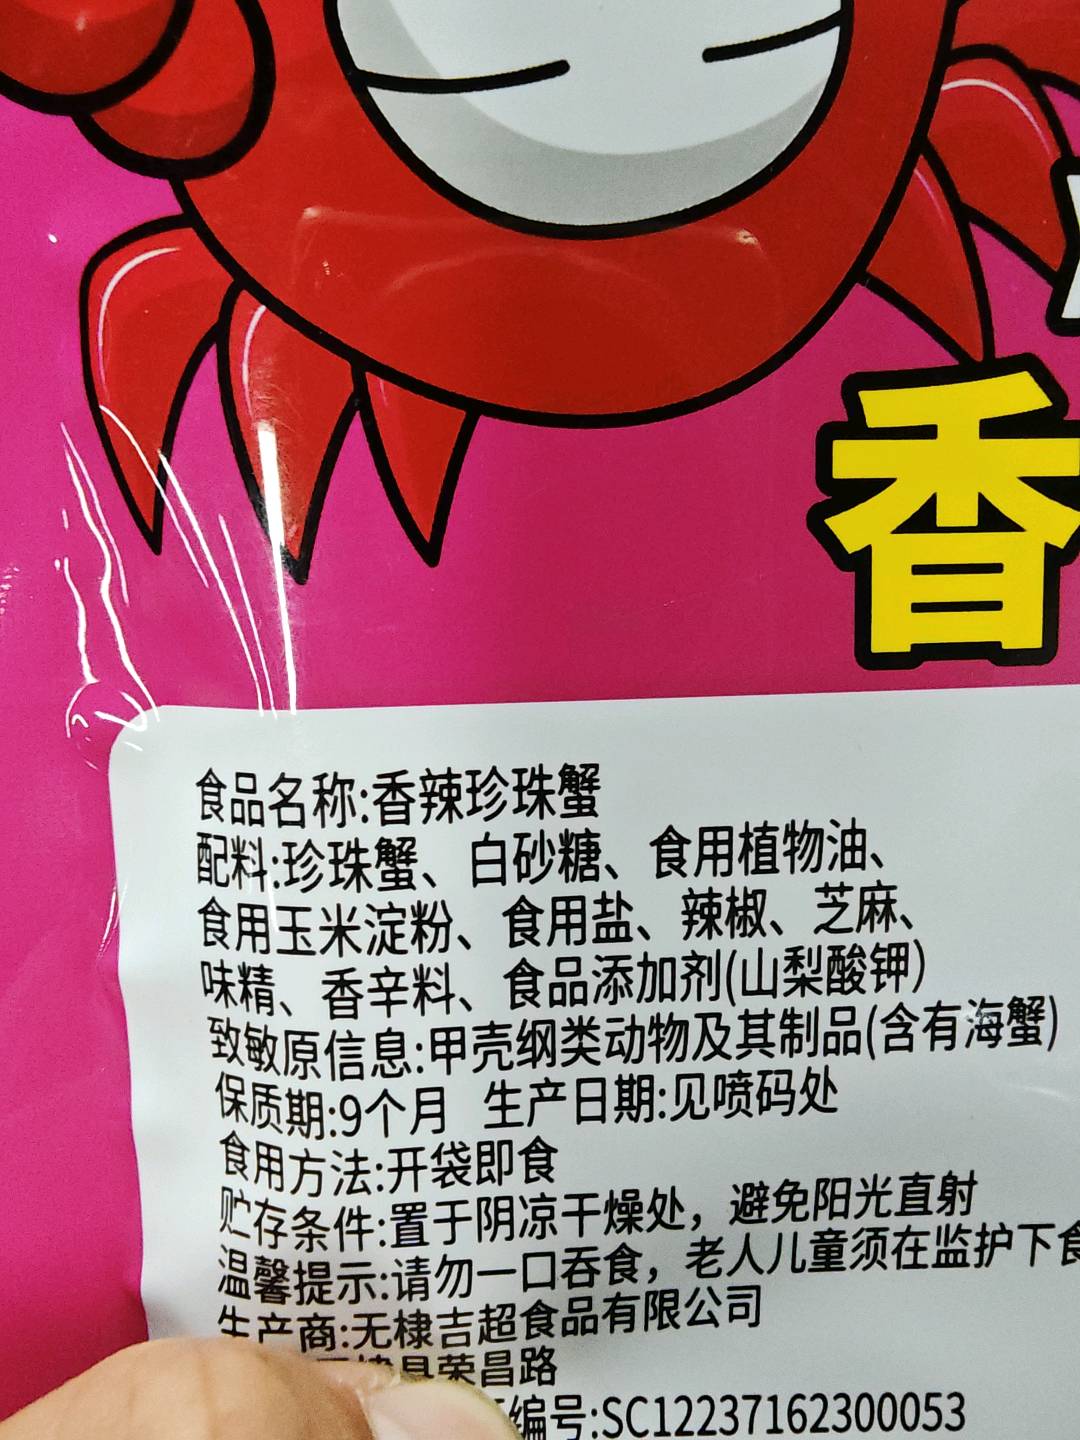 香
食品名称:香辣珍珠蟹
配料:珍珠蟹、白砂糖、食用植物油、
食用玉米淀粉、食用盐、辣椒、芝麻、
味精、香辛料、食品添加剂(山梨酸钾)
致敏原信息:甲壳纲类动物及其制品(含有海蟹)
保质期:9个月 生产日期:见喷码处
食用方法:开袋即食
贮存条件:置于阴凉干燥处，避免阳光直射
温馨提示:请勿一口吞食，老人儿童须在监护下食
生产商:无棣吉超食品有限公司
县荣昌路
编号:SC12237162300053